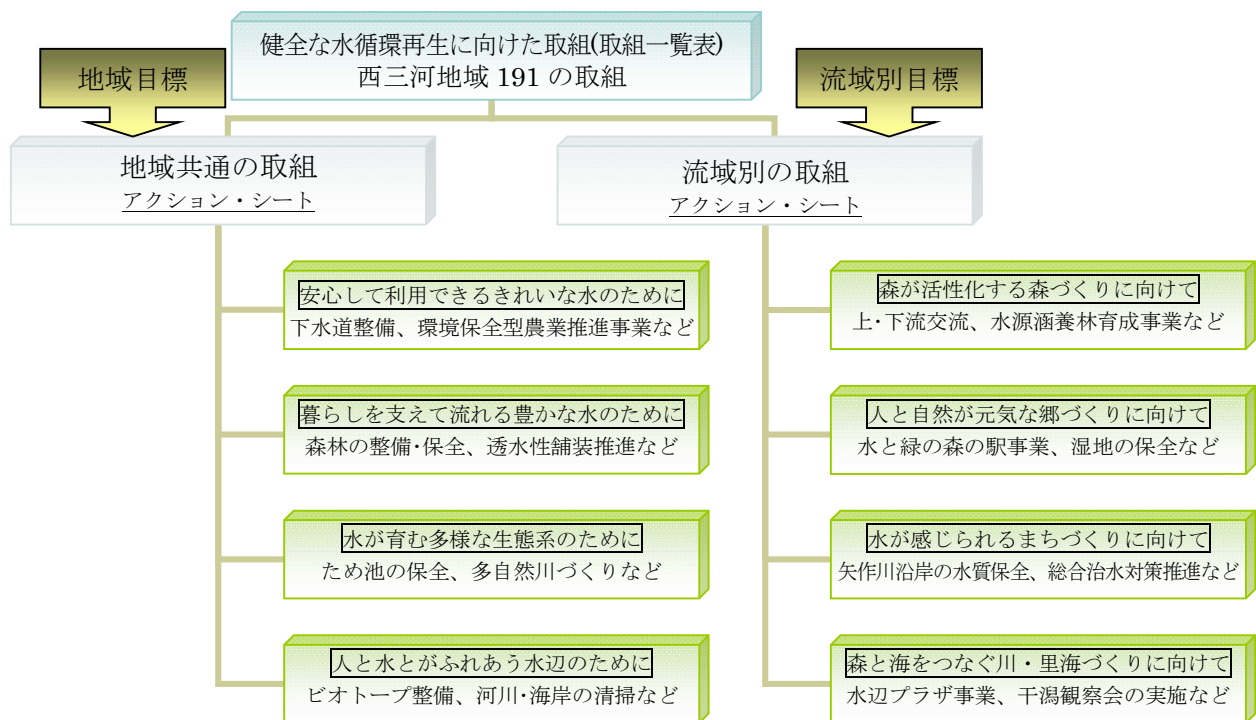 健全な水循環再生に向けた取組(取組一覧表)
西三河地域 191 の取組
地域目標
流域別目標
地域共通の取組
アクション・シート
流域別の取組
アクション・シート
安心して利用できるきれいな水のために
下水道整備、環境保全型農業推進事業など
暮らしを支えて流れる豊かな水のために
森林の整備･保全、透水性舗装推進など
水が育む多様な生態系のために
ため池の保全、多自然川づくりなど
人と水とがふれあう水辺のために
ビオトープ整備、河川･海岸の清掃など
森が活性化する森づくりに向けて
上･下流交流、水源涵養林育成事業など
人と自然が元気な郷づくりに向けて
水と緑の森の駅事業、湿地の保全など
水が感じられるまちづくりに向けて
矢作川沿岸の水質保全、総合治水対策推進など
森と海をつなぐ川・里海づくりに向けて
水辺プラザ事業、干潟観察会の実施など